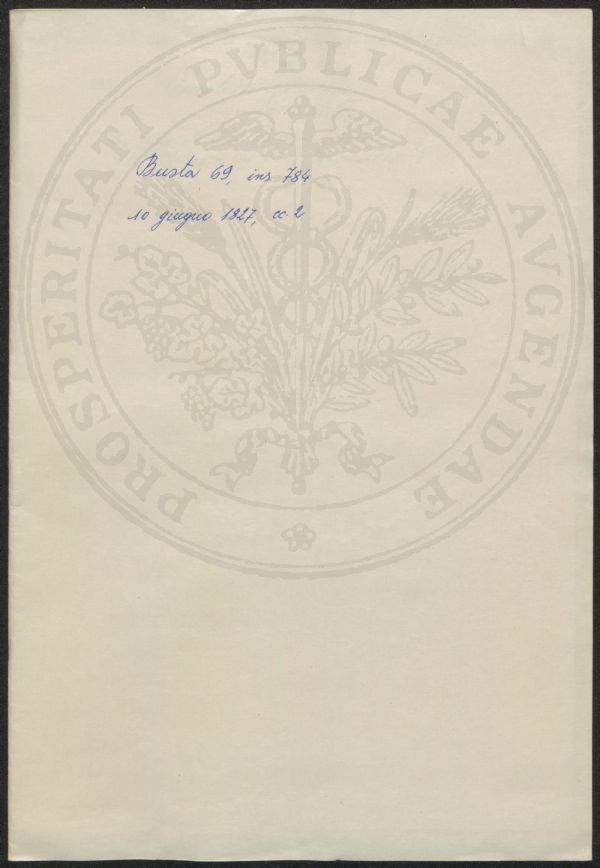 PROSPERITATI PVBLICAE AVGENDAE
Busta 69, ins 784
10 giugno 1827, cc. 2